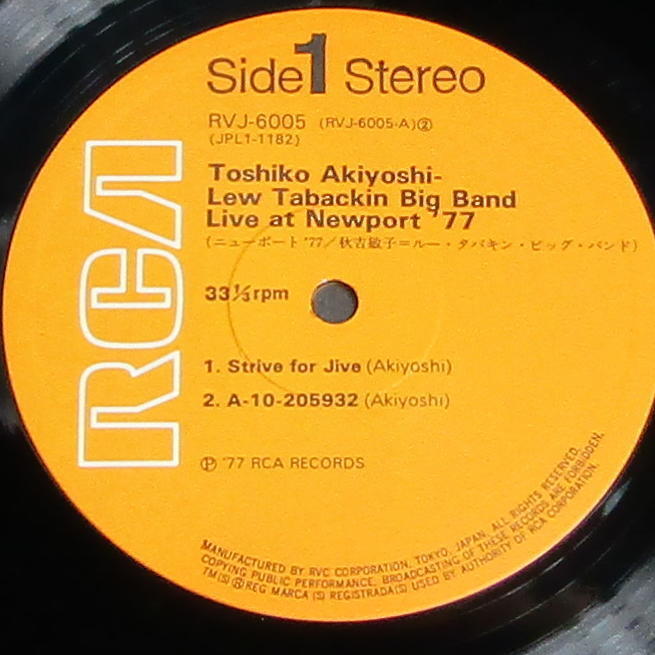 Side 1 Stereo
RVJ-6005 (RVJ-6005-A)②
(JPL1-1182)
Toshiko Akiyoshi-
Lew Tabackin Big Band
Live at Newport '77
(ニューポート '77/秋吉敏子=ルー・タバキン・ビッグ・バンド)
33⅓rpm
1. Strive for Jive (Akiyoshi)
2. A-10-205932 (Akiyoshi)
℗ '77 RCA RECORDS
RCA
MANUFACTURED BY RVC CORPORATION, TOKYO, JAPAN. ALL RIGHTS RESERVED.
COPYING PUBLIC PERFORMANCE, BROADCASTING OF THESE RECORDS ARE FORBIDDEN.
TM(S) ® REG MARCA (S) REGISTRADA(S) USED BY AUTHORITY OF RCA CORPORATION.